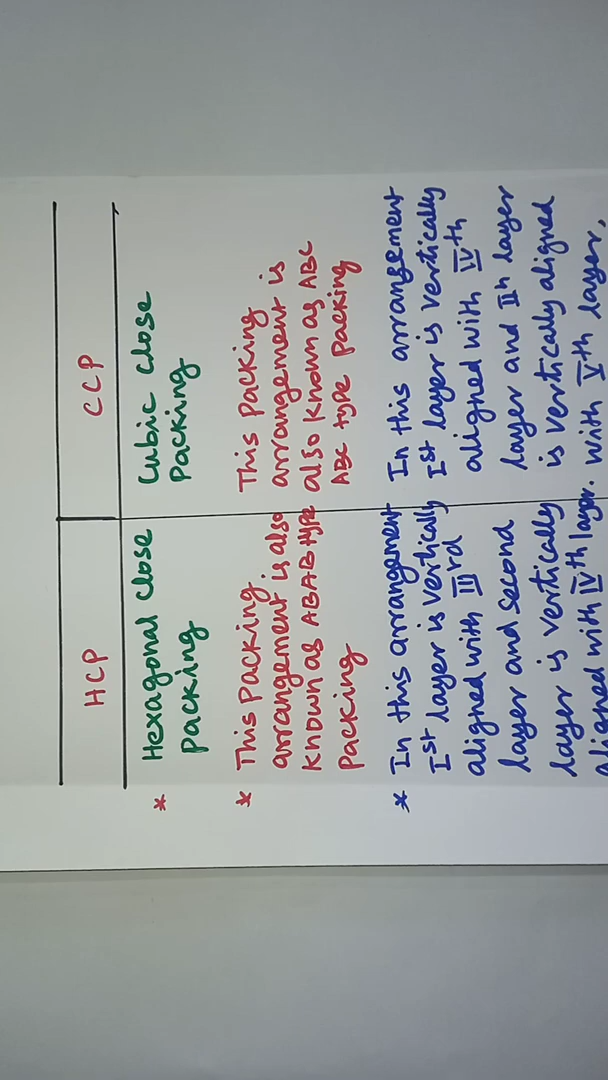 HCP
CCP
* Hexagonal close
packing
Cubic close
packing
* This packing
arrangement is also
known as ABAB type
packing
This packing
arrangement is
also known as ABC
ABC type packing
* In this arrangement
Ist layer is vertically
aligned with IIIrd
layer and second
layer is vertically
aligned with IVth layer.
In this arrangement
Ist layer is vertically
aligned with IVth
layer and IIh layer
is vertically aligned
with Vth layer,